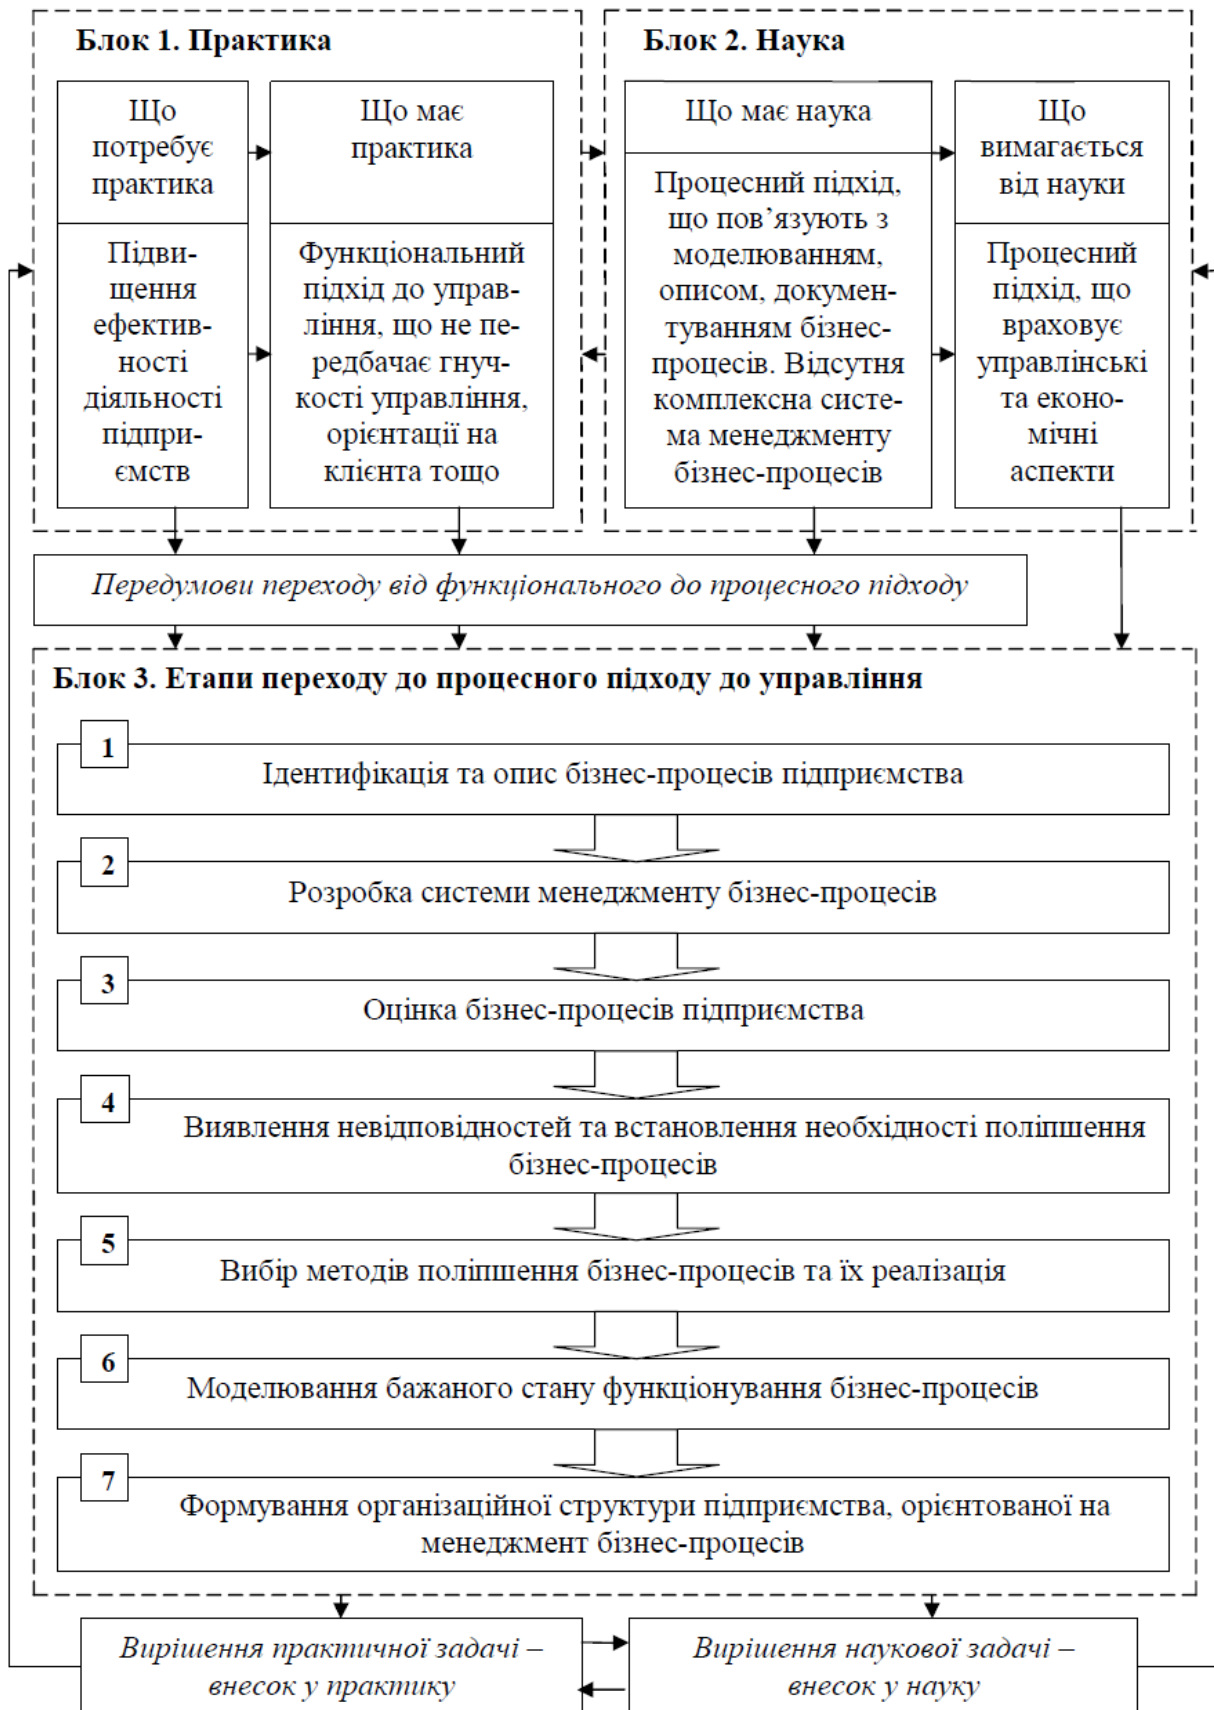 Блок 1. Практика
Що
потребує
практика
Що має
практика
Підви-
щення
ефектив-
ності
діяльності
підпри-
ємств
Функціональний
підхід до управ-
ління, що не пе-
редбачає гнуч-
кості управління,
орієнтації на
клієнта тощо
Блок 2. Наука
Що має наука
Процесний підхід,
що пов’язують з
моделюванням,
описом, докумен-
туванням бізнес-
процесів. Відсутня
комплексна систе-
ма менеджменту
бізнес-процесів
Що
вимагається
від науки
Процесний
підхід, що
враховує
управлінські
та еконо-
мічні
аспекти
Передумови переходу від функціонального до процесного підходу
Блок 3. Етапи переходу до процесного підходу до управління
1
Ідентифікація та опис бізнес-процесів підприємства
2
Розробка системи менеджменту бізнес-процесів
3
Оцінка бізнес-процесів підприємства
4
Виявлення невідповідностей та встановлення необхідності поліпшення
бізнес-процесів
5
Вибір методів поліпшення бізнес-процесів та їх реалізація
6
Моделювання бажаного стану функціонування бізнес-процесів
7
Формування організаційної структури підприємства, орієнтованої на
менеджмент бізнес-процесів
Вирішення практичної задачі –
внесок у практику
Вирішення наукової задачі –
внесок у науку